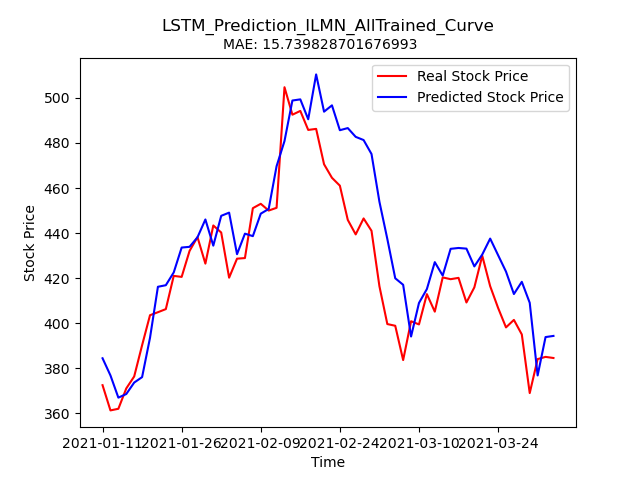 LSTM_Prediction_ILMN_AllTrained_Curve
MAE: 15.739828701676993
Real Stock Price
Predicted Stock Price
500
480
460
440
420
400
380
360
Stock Price
2021-01-11 2021-01-26 2021-02-09 2021-02-24 2021-03-10 2021-03-24
Time